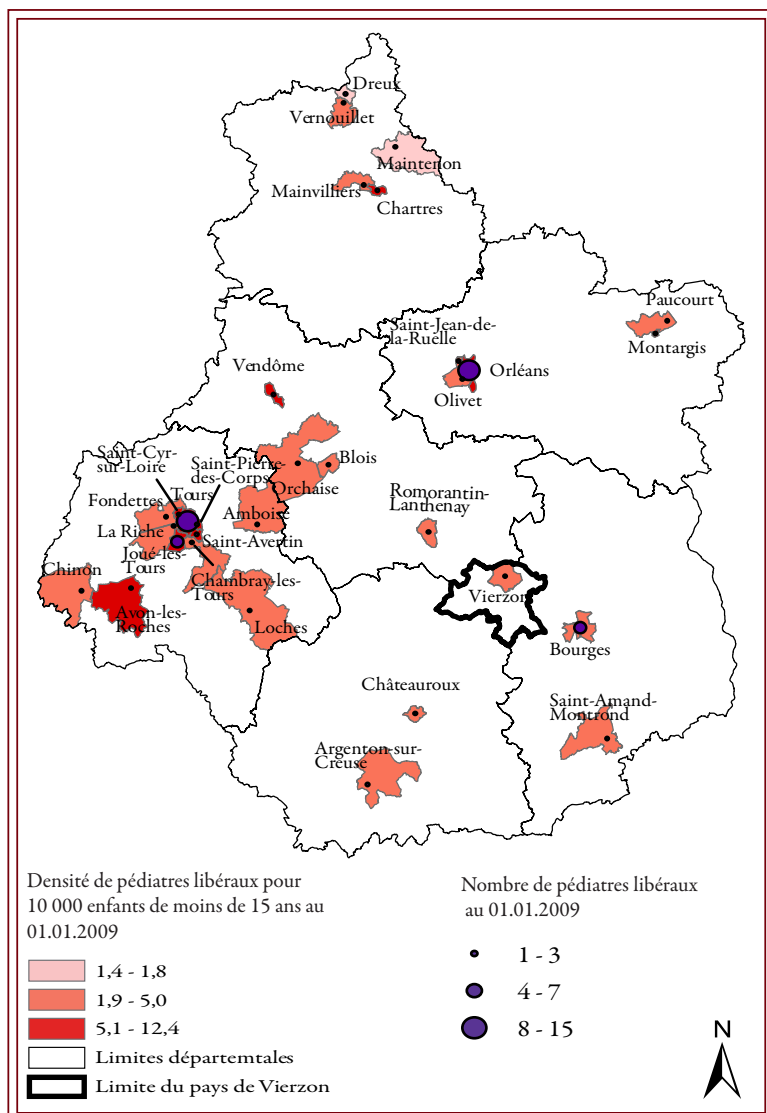 Dreux
Vernouillet
Maintenon
Mainvilliers
Chartres
Paucourt
Montargis
Saint-Jean-de-
la-Ruëlle
Orléans
Olivet
Vendôme
Blois
Orchaise
Saint-Cyr-
sur-Loire
Saint-Pierre-
des-Corps
Tours
Fondettes
Amboise
La Riche
Saint-Avertin
Joué-les-
Tours
Chambray-les-
Tours
Chinon
Avon-les-
Roches
Loches
Romorantin-
Lanthenay
Vierzon
Bourges
Châteauroux
Saint-Amand-
Montrond
Argenton-sur-
Creuse
Densité de pédiatres libéraux pour
10 000 enfants de moins de 15 ans au
01.01.2009
1,4 - 1,8
1,9 - 5,0
5,1 - 12,4
Limites départemtales
Limite du pays de Vierzon
Nombre de pédiatres libéraux
au 01.01.2009
1 - 3
4 - 7
8 - 15
N